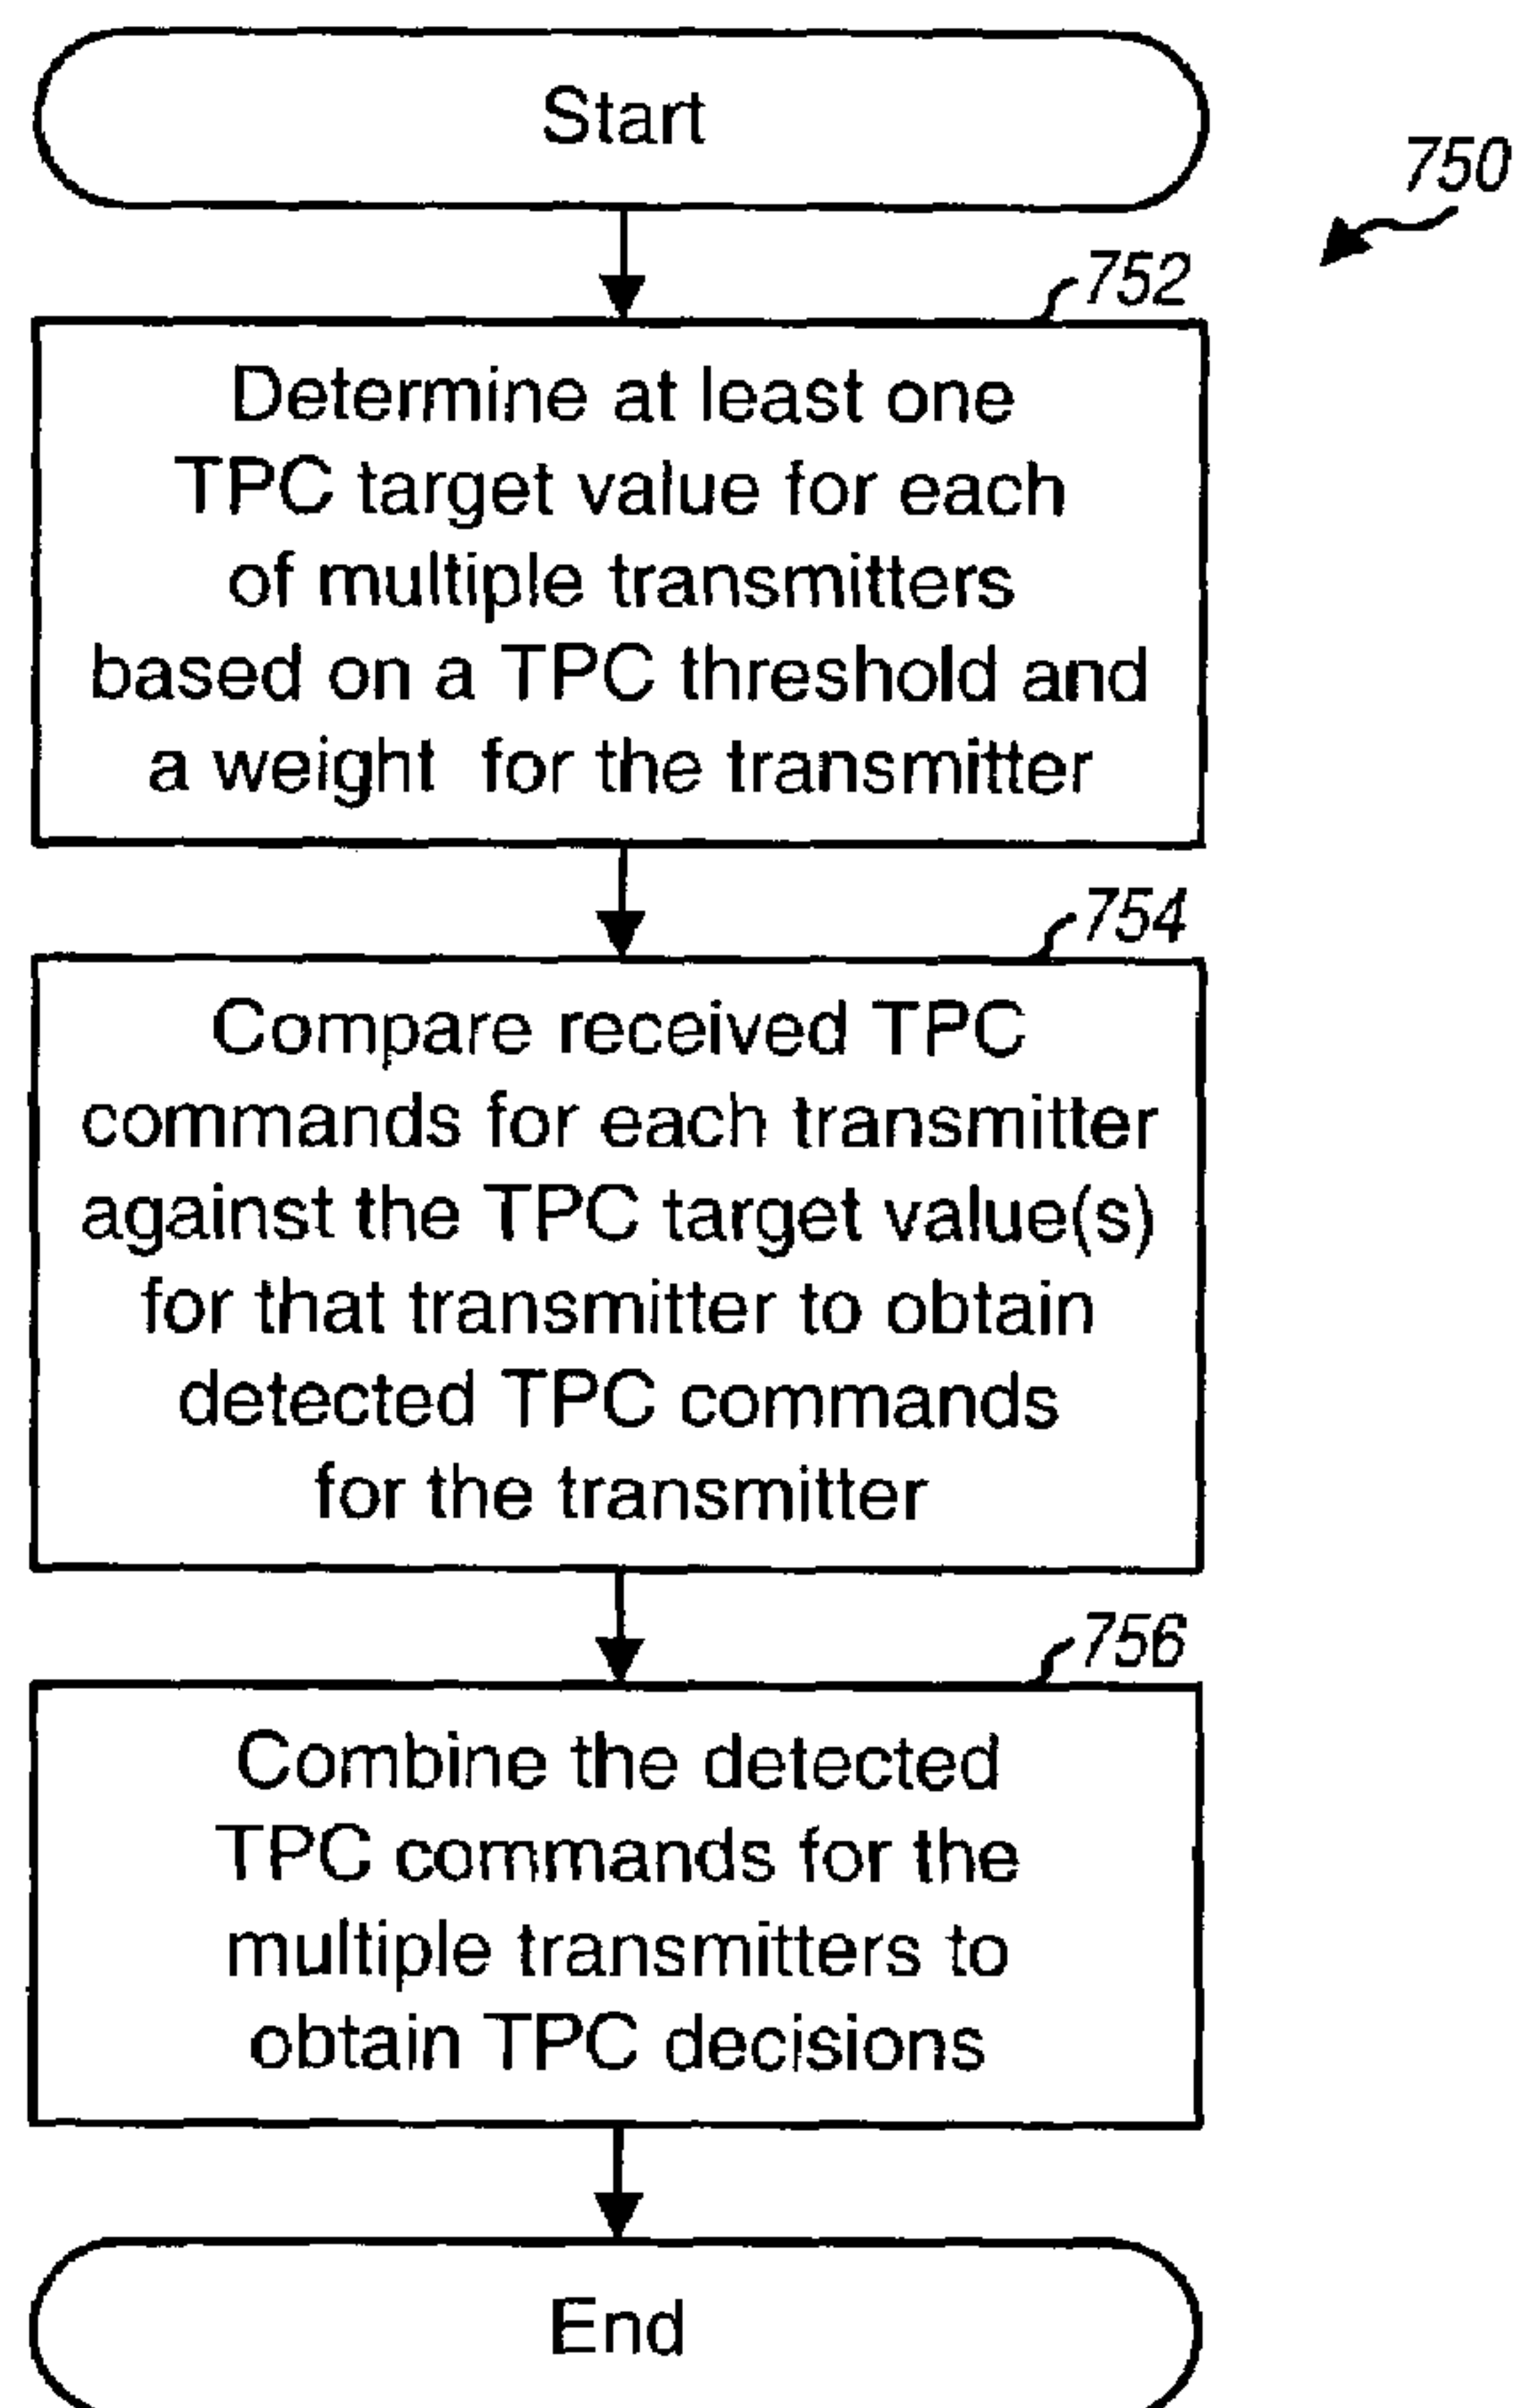 Start
750
752
Determine at least one
TPC target value for each
of multiple transmitters
based on a TPC threshold and
a weight for the transmitter
754
Compare received TPC
commands for each transmitter
against the TPC target value(s)
for that transmitter to obtain
detected TPC commands
for the transmitter
756
Combine the detected
TPC commands for the
multiple transmitters to
obtain TPC decisions
End